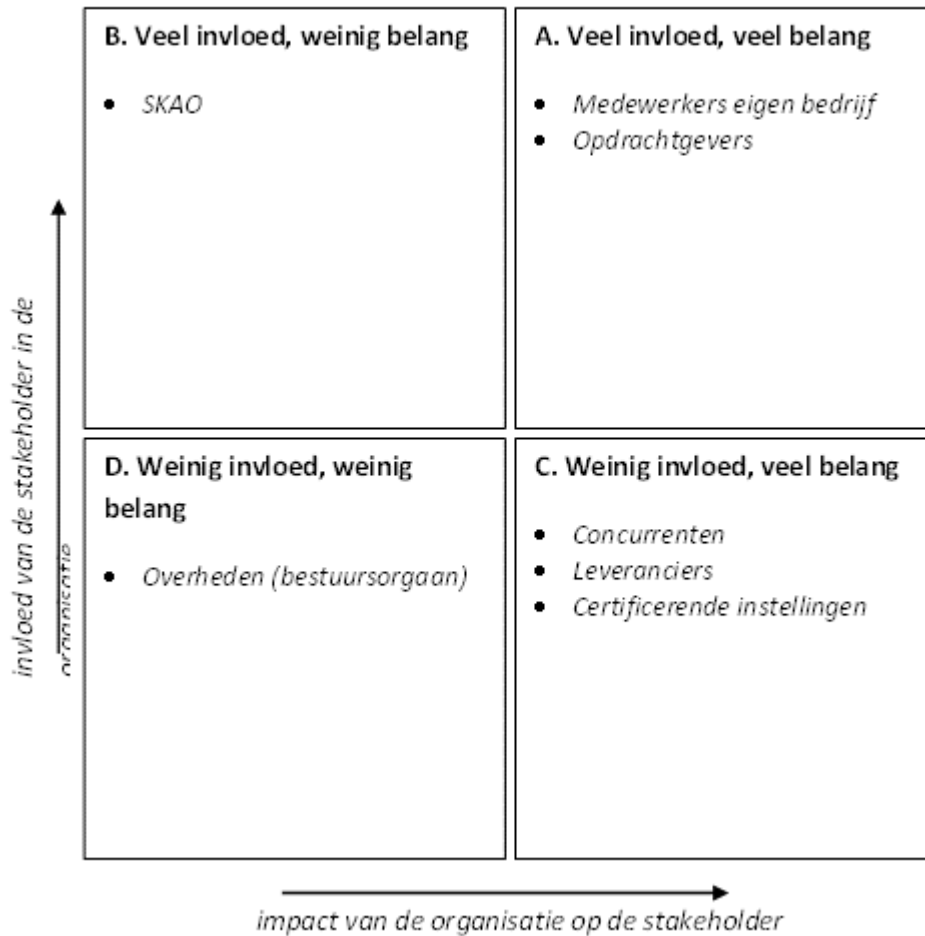 B. Veel invloed, weinig belang
• SKAO
A. Veel invloed, veel belang
• Medewerkers eigen bedrijf
• Opdrachtgevers
D. Weinig invloed, weinig
belang
• Overheden (bestuursorgaan)
C. Weinig invloed, veel belang
• Concurrenten
• Leveranciers
• Certificerende instellingen
invloed van de stakeholder in de
organisatie
impact van de organisatie op de stakeholder